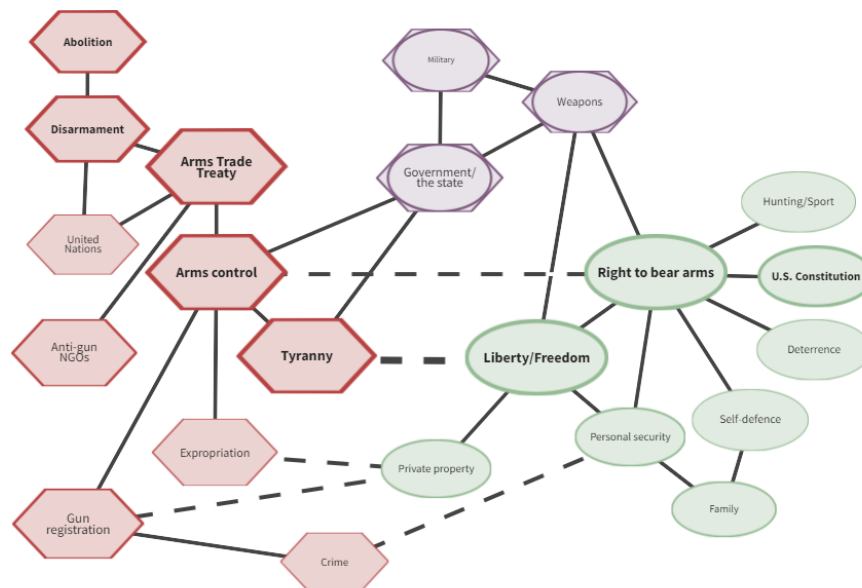 Abolition
Military
Weapons
Disarmament
Arms Trade
Treaty
Government/
the state
Hunting/Sport
United
Nations
Arms control
Right to bear arms
U.S. Constitution
Anti-gun
NGOs
Tyranny
Liberty/Freedom
Deterrence
Self-defence
Expropriation
Private property
Personal security
Gun
registration
Family
Crime